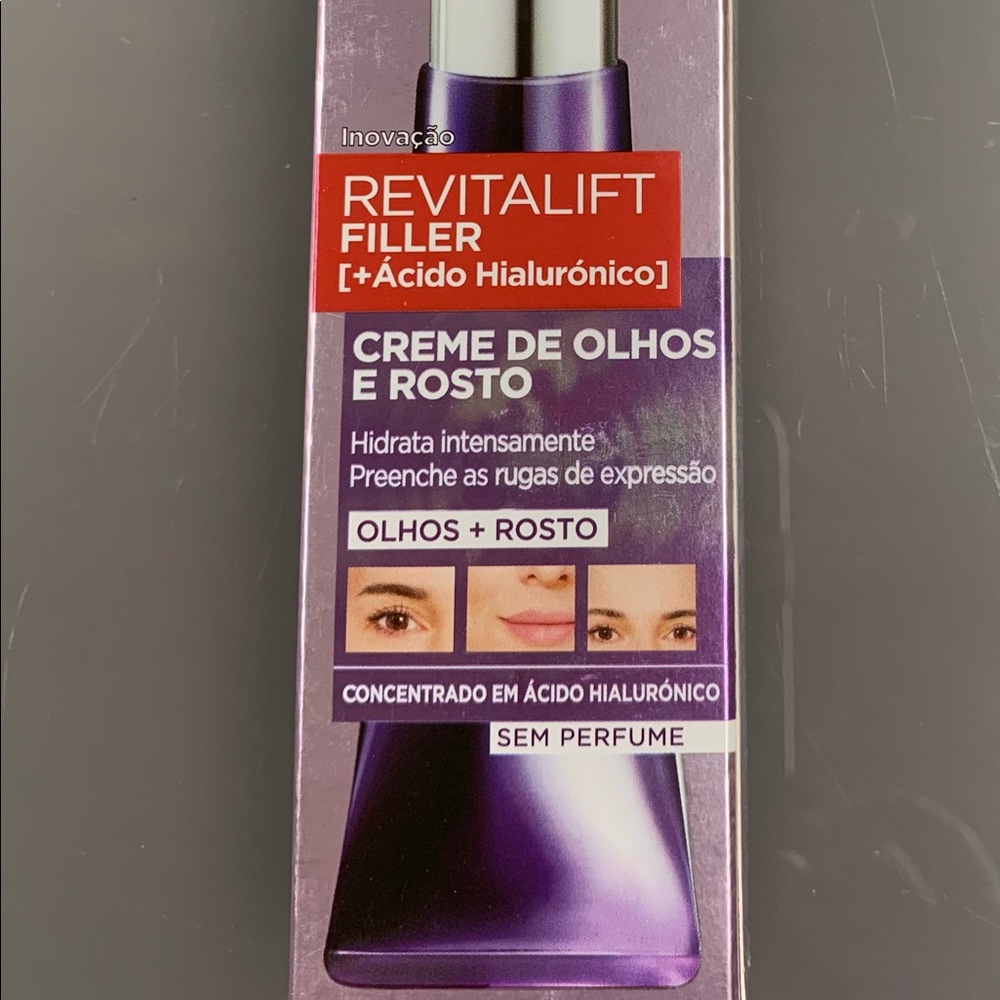 Inovação
REVITALIFT
FILLER
[+Ácido Hialurónico]
CREME DE OLHOS
E ROSTO
Hidrata intensamente
Preenche as rugas de expressão
OLHOS + ROSTO
CONCENTRADO EM ÁCIDO HIALURÓNICO
SEM PERFUME